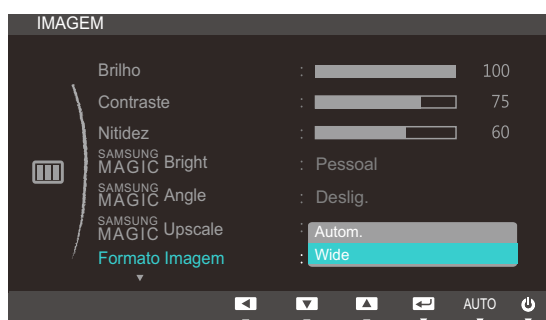 IMAGEM
Brilho : 100
Contraste : 75
Nitidez : 60
SAMSUNG MAGIC Bright : Pessoal
SAMSUNG MAGIC Angle : Deslig.
SAMSUNG MAGIC Upscale :
Autom.
Formato Imagem : Wide
AUTO